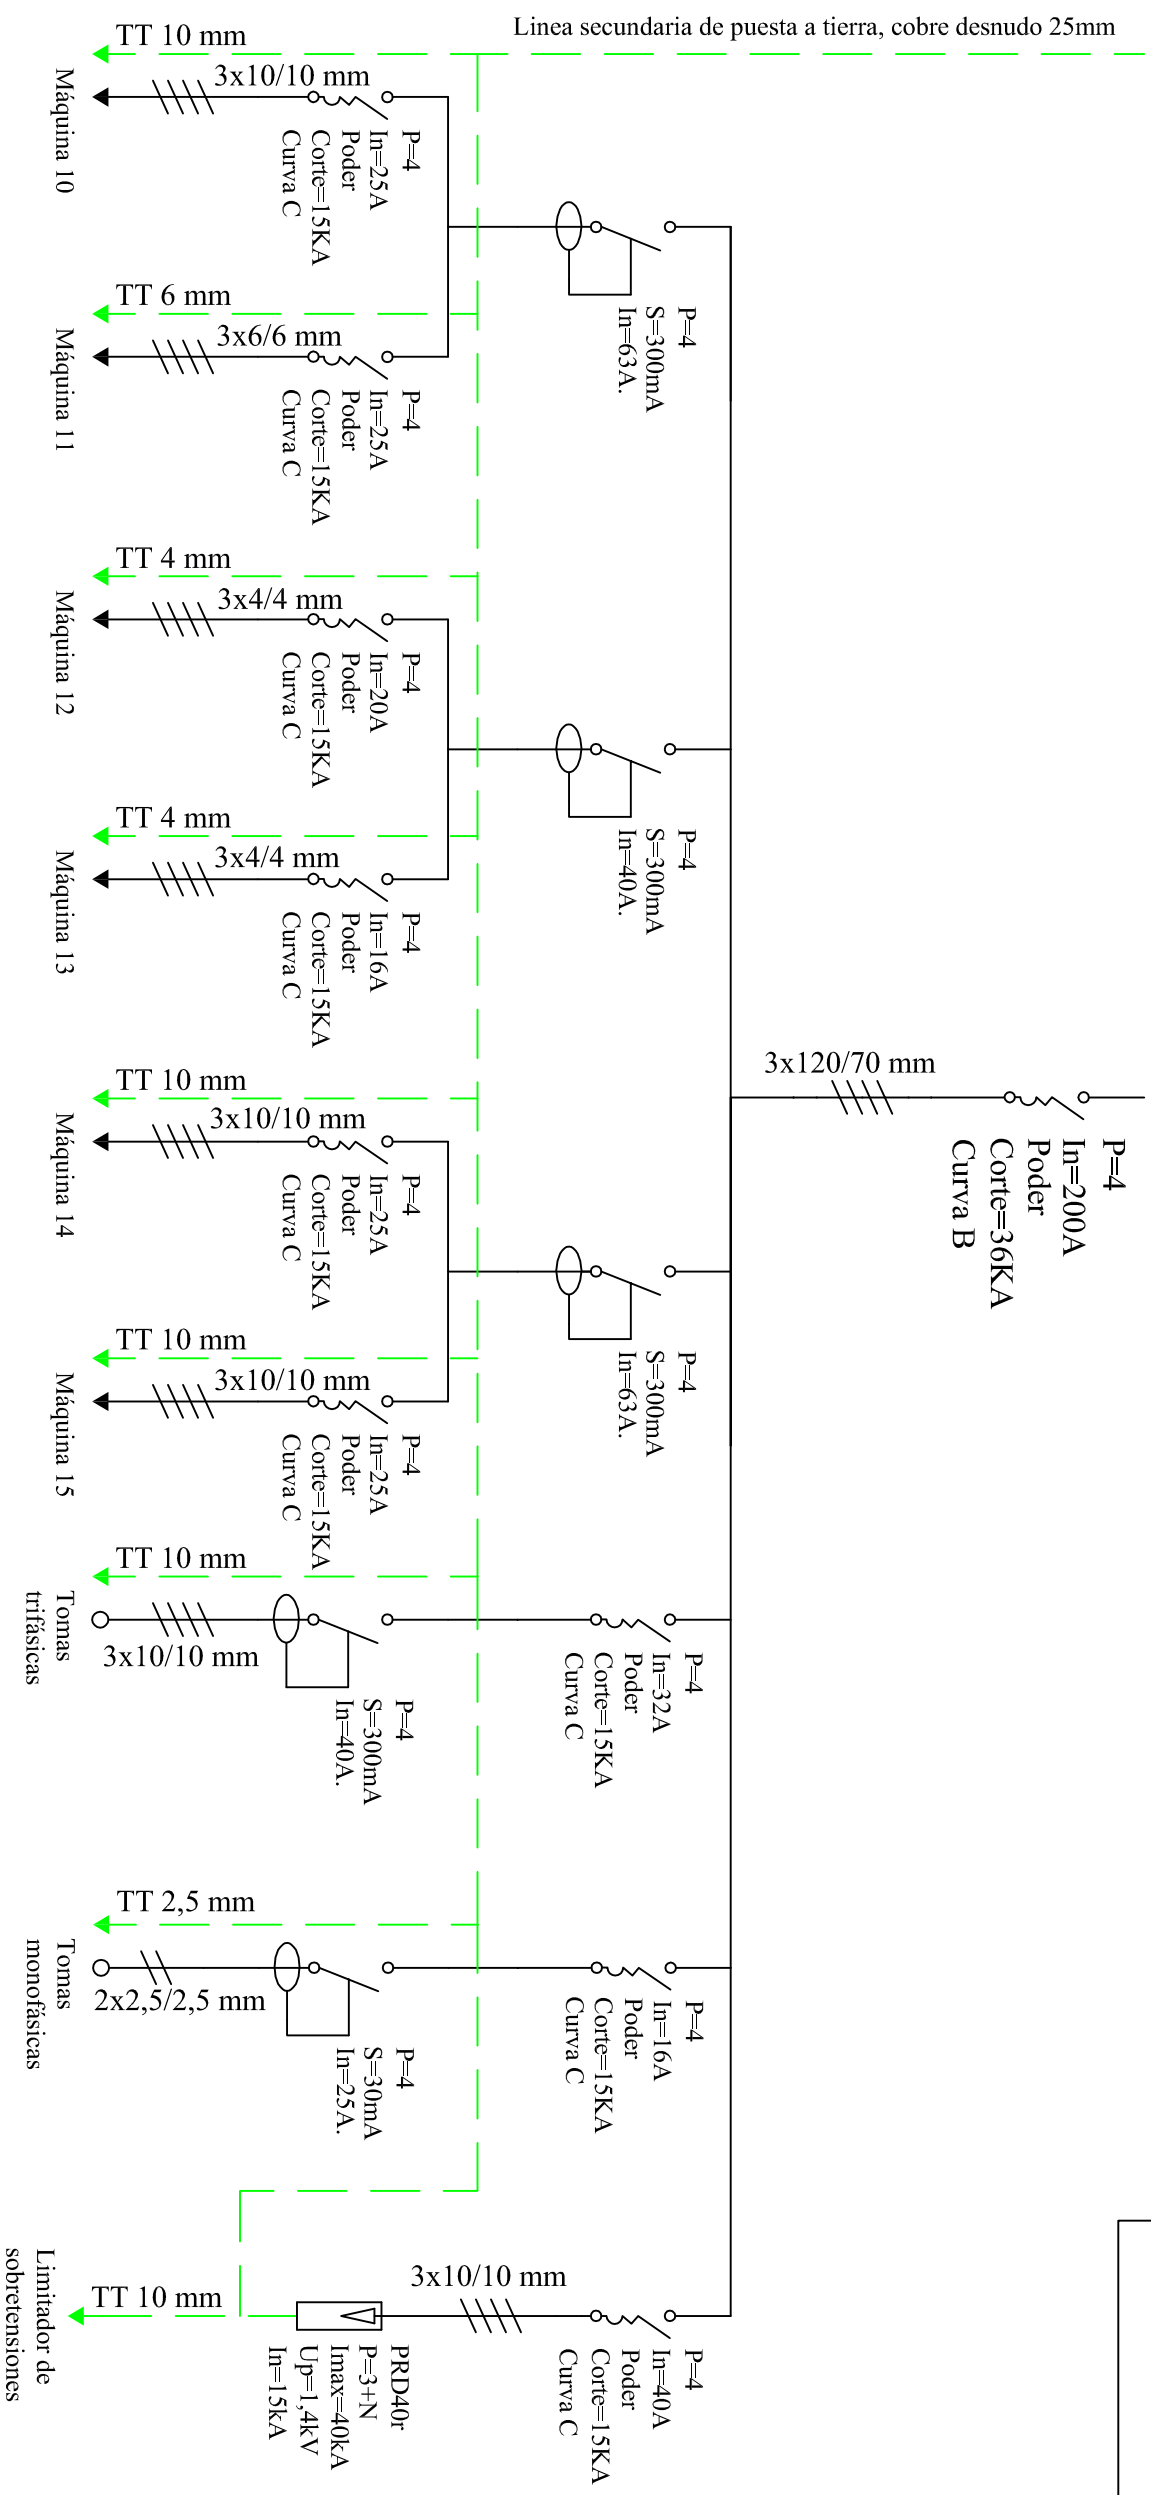 Linea secundaria de puesta a tierra, cobre desnudo 25mm
TT 10 mm
3x10/10 mm
Máquina 10
P=4
In=25A
Poder
Corte=15KA
Curva C
P=4
S=300mA
In=63A.
TT 6 mm
3x6/6 mm
Máquina 11
P=4
In=25A
Poder
Corte=15KA
Curva C
TT 4 mm
3x4/4 mm
Máquina 12
P=4
In=20A
Poder
Corte=15KA
Curva C
P=4
S=300mA
In=40A.
TT 4 mm
3x4/4 mm
Máquina 13
P=4
In=16A
Poder
Corte=15KA
Curva C
3x120/70 mm
P=4
In=200A
Poder
Corte=36KA
Curva B
TT 10 mm
3x10/10 mm
Máquina 14
P=4
In=25A
Poder
Corte=15KA
Curva C
P=4
S=300mA
In=63A.
TT 10 mm
3x10/10 mm
Máquina 15
P=4
In=25A
Poder
Corte=15KA
Curva C
TT 10 mm
Tomas
trifásicas
3x10/10 mm
P=4
S=300mA
In=40A.
P=4
In=32A
Poder
Corte=15KA
Curva C
TT 2,5 mm
Tomas
monofásicas
2x2,5/2,5 mm
P=4
S=30mA
In=25A.
P=4
In=16A
Poder
Corte=15KA
Curva C
3x10/10 mm
TT 10 mm
Limitador de
sobretensiones
PRD40r
P=3+N
Imax=40kA
Up=1,4kV
In=15kA
P=4
In=40A
Poder
Corte=15KA
Curva C